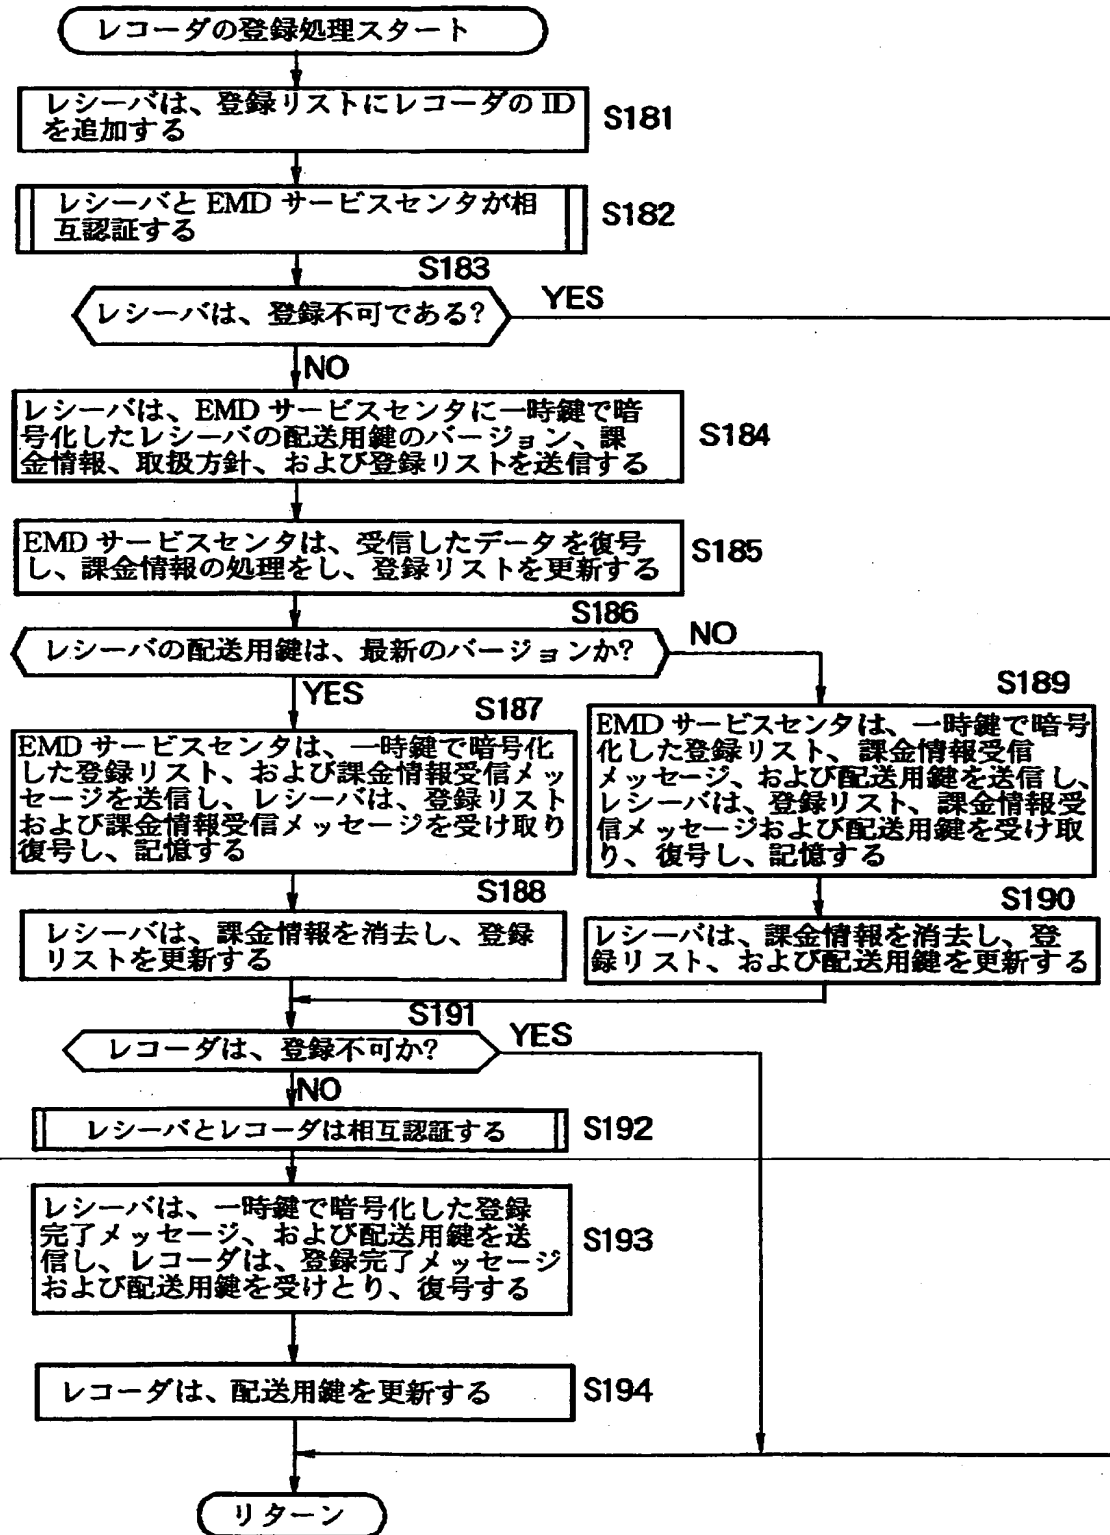 レコーダの登録処理スタート
レシーバは、登録リストにレコーダの ID
を追加する
S181
レシーバと EMD サービスセンタが相
互認証する
S182
S183
レシーバは、登録不可である?
YES
NO
レシーバは、EMD サービスセンタに一時鍵で暗
号化したレシーバの配送用鍵のバージョン、課
金情報、取扱方針、および登録リストを送信する
S184
EMD サービスセンタは、受信したデータを復号
し、課金情報の処理をし、登録リストを更新する
S185
S186
レシーバの配送用鍵は、最新のバージョンか?
NO
YES
S187
EMD サービスセンタは、一時鍵で暗号化
した登録リスト、および課金情報受信メッ
セージを送信し、レシーバは、登録リスト
および課金情報受信メッセージを受け取り
復号し、記憶する
S189
EMD サービスセンタは、一時鍵で暗号
化した登録リスト、課金情報受信
メッセージ、および配送用鍵を送信し、
レシーバは、登録リスト、課金情報受
信メッセージおよび配送用鍵を受け取
り、復号し、記憶する
S188
レシーバは、課金情報を消去し、登録
リストを更新する
S190
レシーバは、課金情報を消去し、登
録リスト、および配送用鍵を更新する
S191
レコーダは、登録不可か?
YES
NO
レシーバとレコーダは相互認証する
S192
レシーバは、一時鍵で暗号化した登録
完了メッセージ、および配送用鍵を送
信し、レコーダは、登録完了メッセージ
および配送用鍵を受けとり、復号する
S193
レコーダは、配送用鍵を更新する
S194
リターン